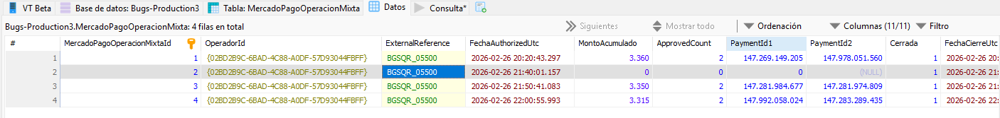 VT Beta Base de datos: Bugs-Production3 Tabla: MercadoPagoOperacionMixta Datos Consulta*
Bugs-Production3.MercadoPagoOperacionMixta: 4 filas en total Siguientes Mostrar todo Ordenación Columnas (11/11) Filtro
# MercadoPagoOperacionMixtaId OperadorId ExternalReference FechaAuthorizedUtc MontoAcumulado ApprovedCount PaymentId1 PaymentId2 Cerrada FechaCierreUtc
1 1 {02BD2B9C-6BAD-4C88-A0DF-57D93044FBFF} BGSQR_05500 2026-02-26 20:20:43.297 3.360 2 147.269.149.205 147.978.051.560 1 2026-02-26 20:
2 2 {02BD2B9C-6BAD-4C88-A0DF-57D93044FBFF} BGSQR_05500 2026-02-26 21:40:01.157 0 0 0 (NULL) 1 2026-02-26 21:
3 3 {02BD2B9C-6BAD-4C88-A0DF-57D93044FBFF} BGSQR_05500 2026-02-26 21:50:41.083 3.350 2 147.281.984.677 147.281.974.809 1 2026-02-26 21:
4 4 {02BD2B9C-6BAD-4C88-A0DF-57D93044FBFF} BGSQR_05500 2026-02-26 22:00:55.993 3.315 2 147.992.058.024 147.283.289.435 1 2026-02-26 22: